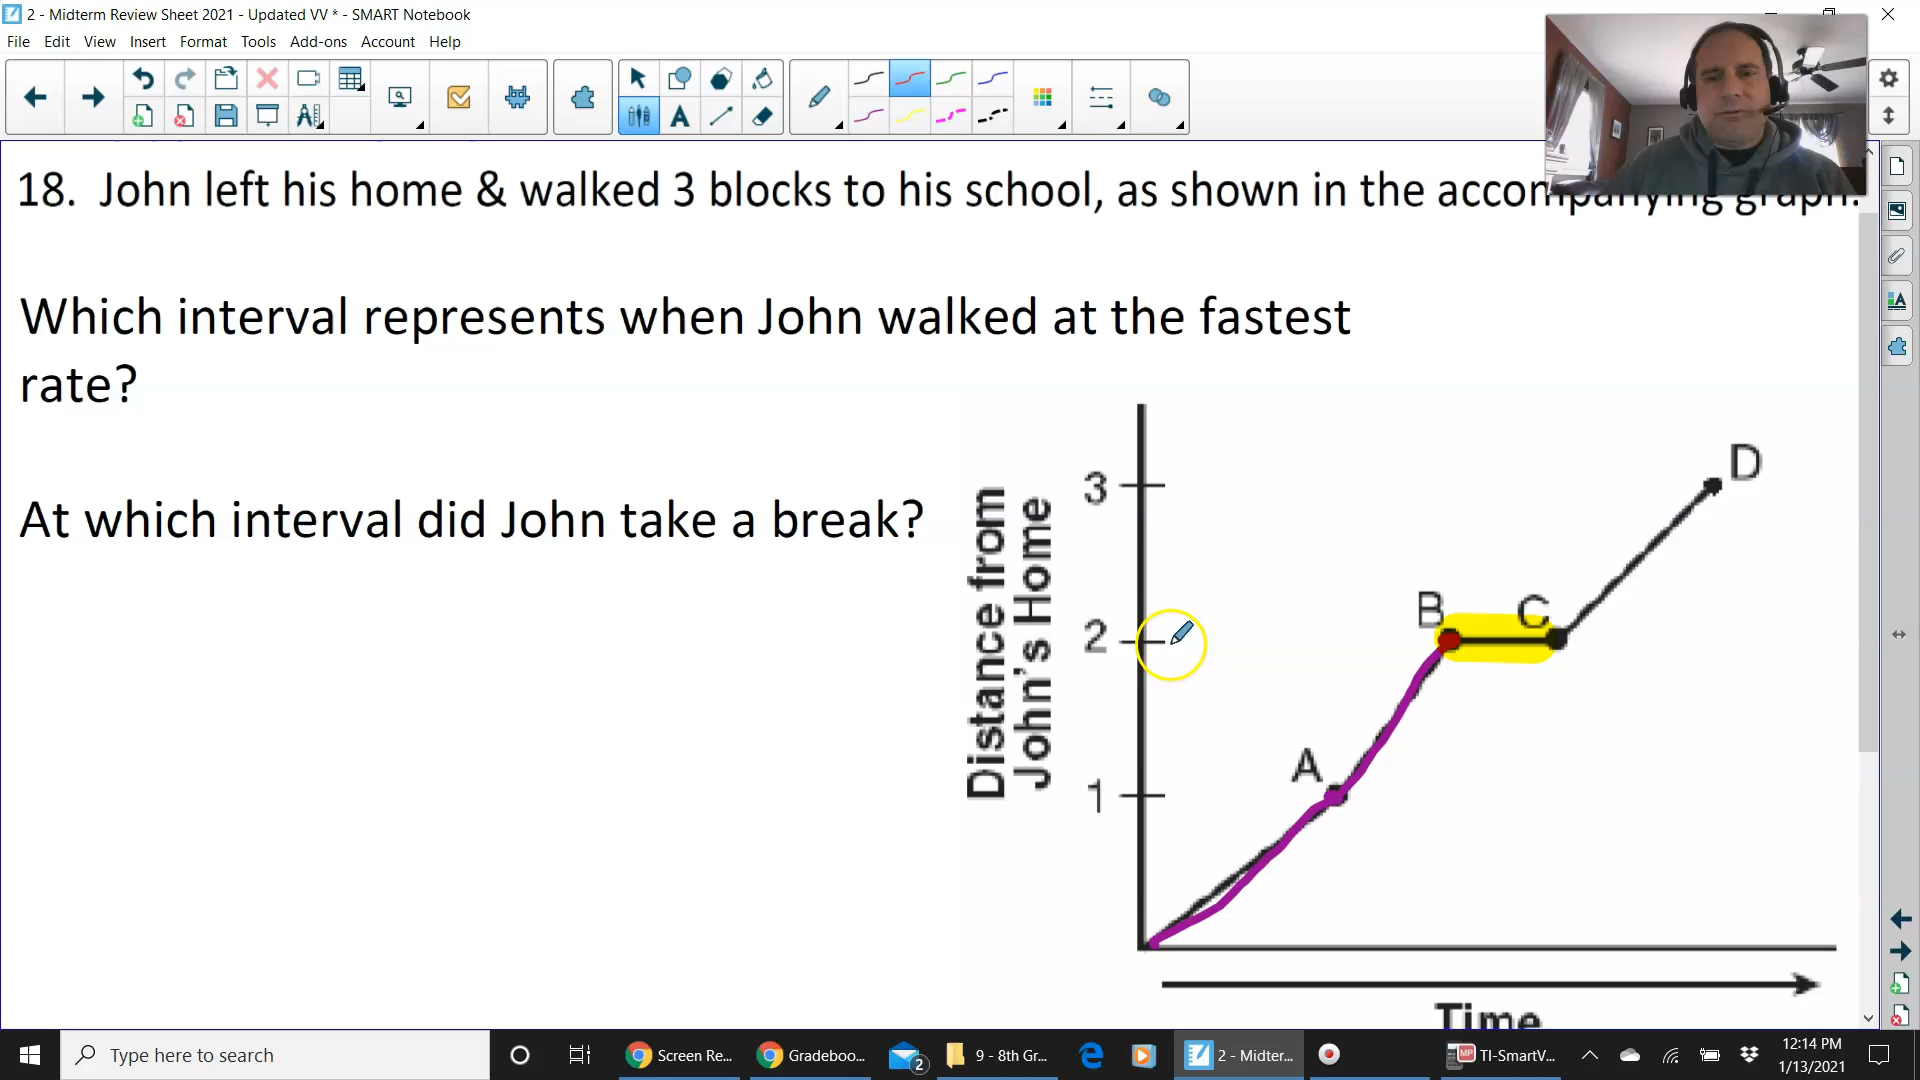 2 - Midterm Review Sheet 2021 - Updated VV * - SMART Notebook
File Edit View Insert Format Tools Add-ons Account Help
A
18. John left his home & walked 3 blocks to his school, as shown in the accompanying graph.
Which interval represents when John walked at the fastest
rate?
At which interval did John take a break?
Distance from
John's Home
3
2
1
A
B
C
D
Time
Type here to search
Screen Re...
Gradeboo...
2
9 - 8th Gr...
2 - Midter...
TI-SmartV...
12:14 PM
1/13/2021